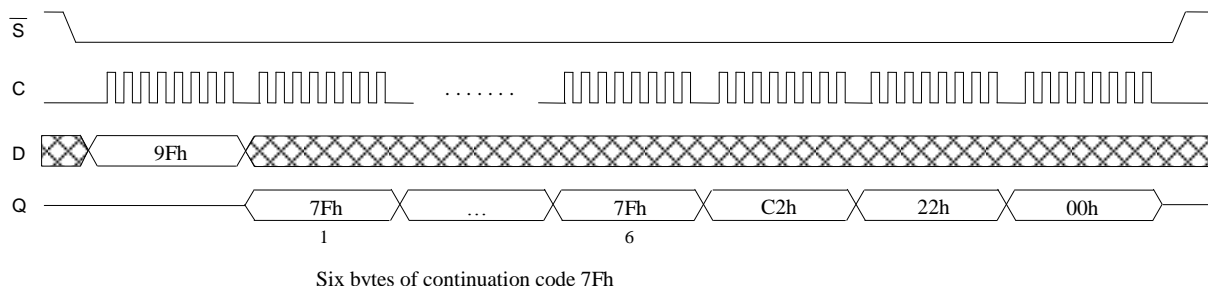 S
C
.......
D
9Fh
Q
7Fh
...
7Fh
C2h
22h
00h
1
6
Six bytes of continuation code 7Fh